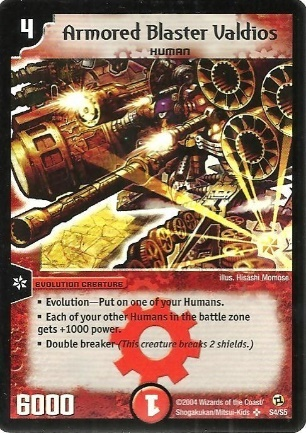 4
Armored Blaster Valdios
HUMAN
illus. Hisashi Momose
EVOLUTION CREATURE
▪ Evolution—Put on one of your Humans.
▪ Each of your other Humans in the battle zone
gets +1000 power.
▪ Double breaker (This creature breaks 2 shields.)
6000
1
©2004 Wizards of the Coast/
Shogakukan/Mitsui-Kids
S4/S5